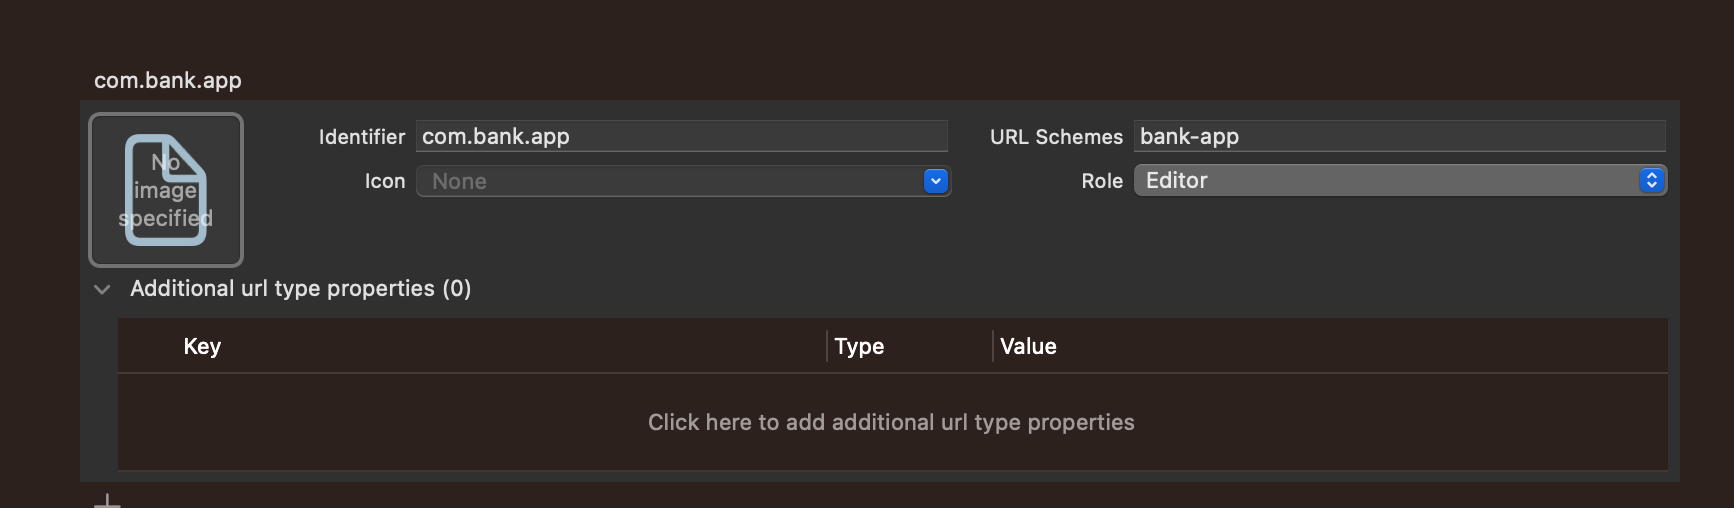 com.bank.app
No image specified
Identifier com.bank.app URL Schemes bank-app
Icon None Role Editor
Additional url type properties (0)
Key Type Value
Click here to add additional url type properties